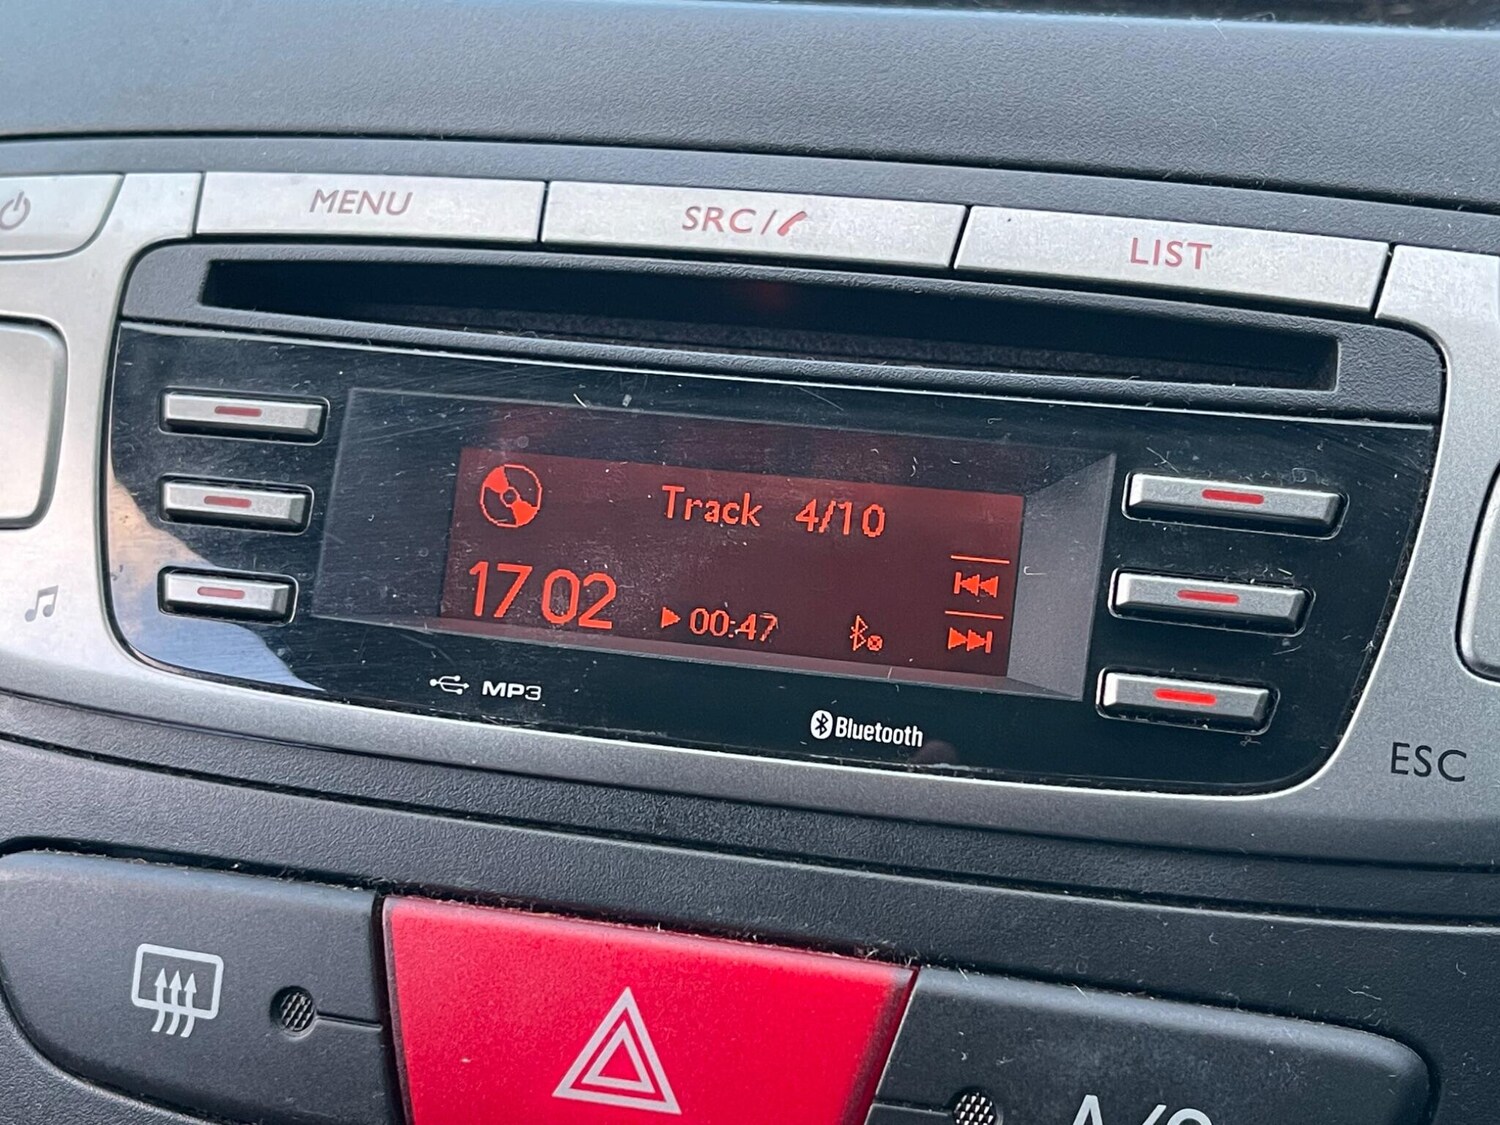 MENU
SRC/
LIST
Track 4/10
17 02
00:47
MP3
Bluetooth
ESC
A/C